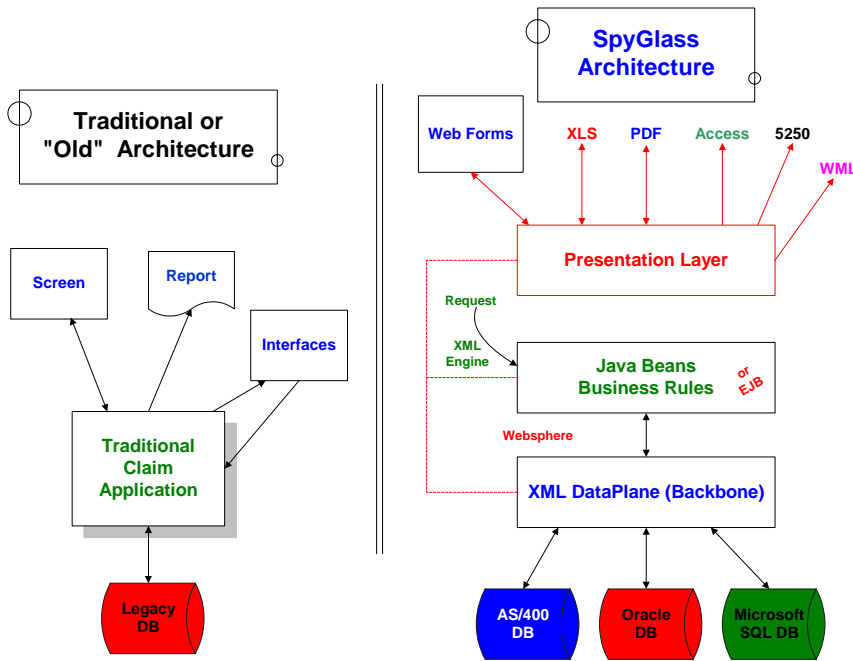 Traditional or
"Old" Architecture
Screen
Report
Interfaces
Traditional
Claim
Application
Legacy
DB
SpyGlass
Architecture
Web Forms
XLS
PDF
Access
5250
WML
Presentation Layer
Request
XML
Engine
Java Beans
Business Rules
or
EJB
Websphere
XML DataPlane (Backbone)
AS/400
DB
Oracle
DB
Microsoft
SQL DB